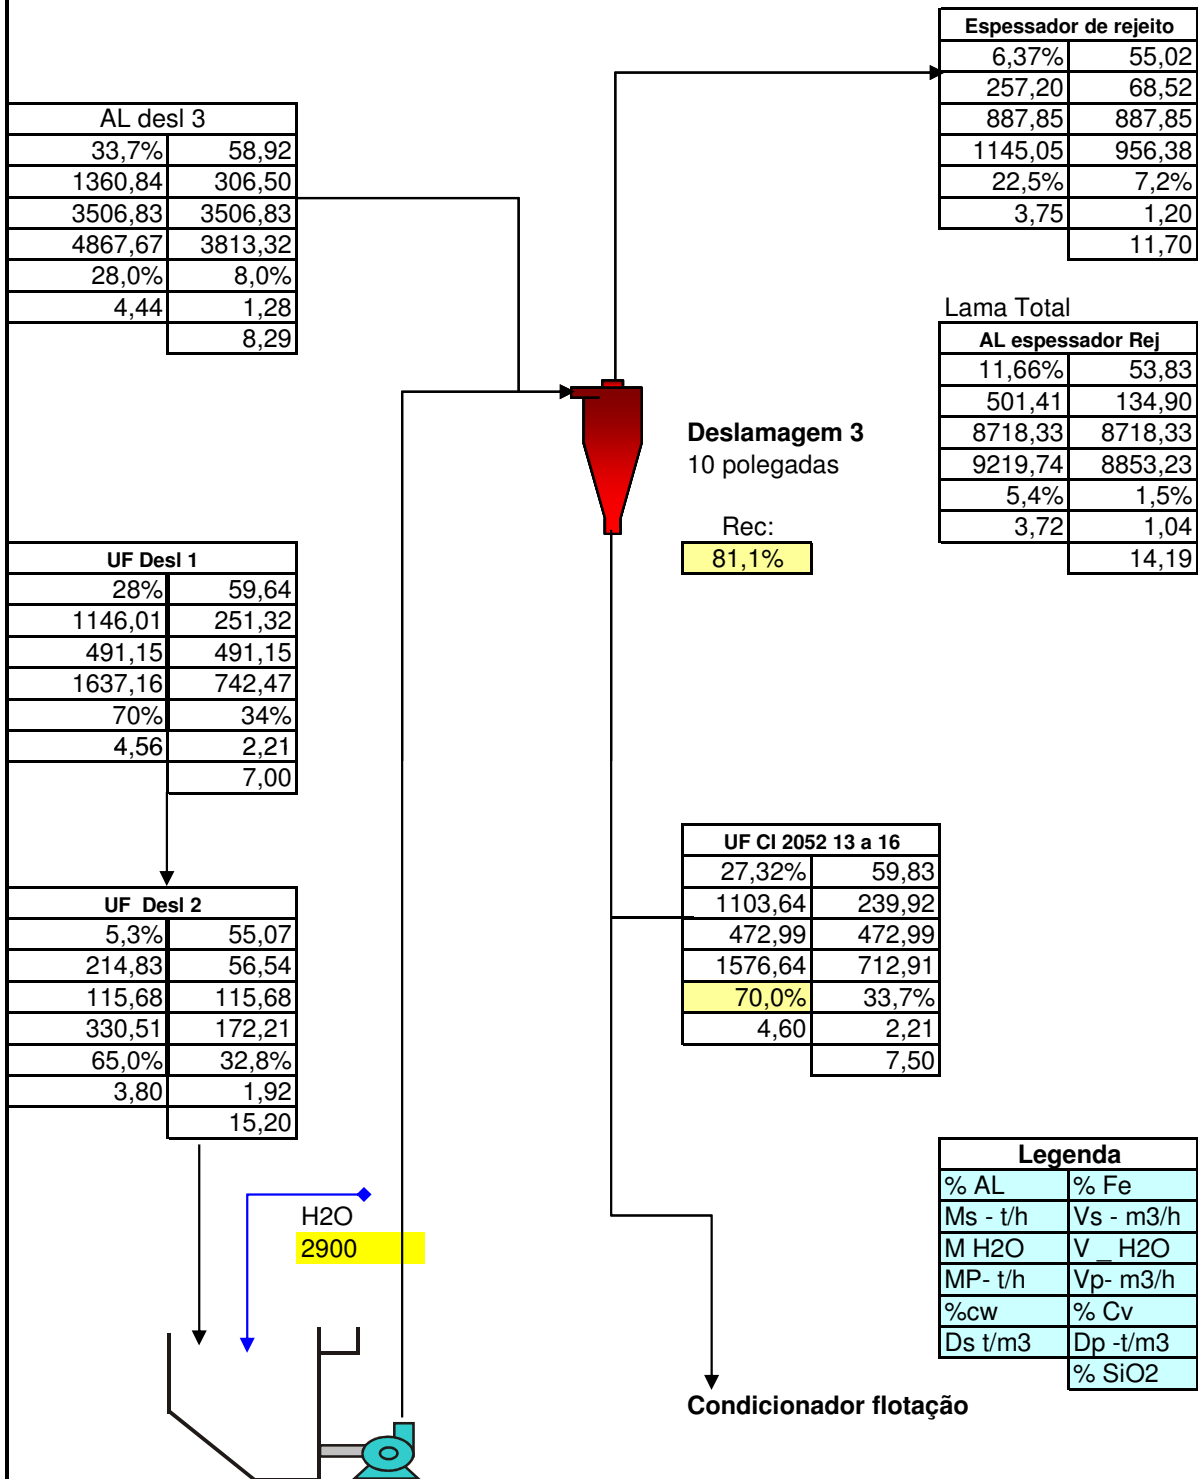 Espessador de rejeito
6,37% 55,02
257,20 68,52
887,85 887,85
1145,05 956,38
22,5% 7,2%
3,75 1,20
11,70
AL desl 3
33,7% 58,92
1360,84 306,50
3506,83 3506,83
4867,67 3813,32
28,0% 8,0%
4,44 1,28
8,29
Lama Total
AL espessador Rej
11,66% 53,83
501,41 134,90
8718,33 8718,33
9219,74 8853,23
5,4% 1,5%
3,72 1,04
14,19
Deslamagem 3
10 polegadas
Rec:
81,1%
UF Desl 1
28% 59,64
1146,01 251,32
491,15 491,15
1637,16 742,47
70% 34%
4,56 2,21
7,00
UF CI 2052 13 a 16
27,32% 59,83
1103,64 239,92
472,99 472,99
1576,64 712,91
70,0% 33,7%
4,60 2,21
7,50
UF Desl 2
5,3% 55,07
214,83 56,54
115,68 115,68
330,51 172,21
65,0% 32,8%
3,80 1,92
15,20
H2O
2900
Legenda
% AL % Fe
Ms - t/h Vs - m3/h
M H2O V _ H2O
MP- t/h Vp- m3/h
%cw % Cv
Ds t/m3 Dp -t/m3
% SiO2
Condicionador flotação